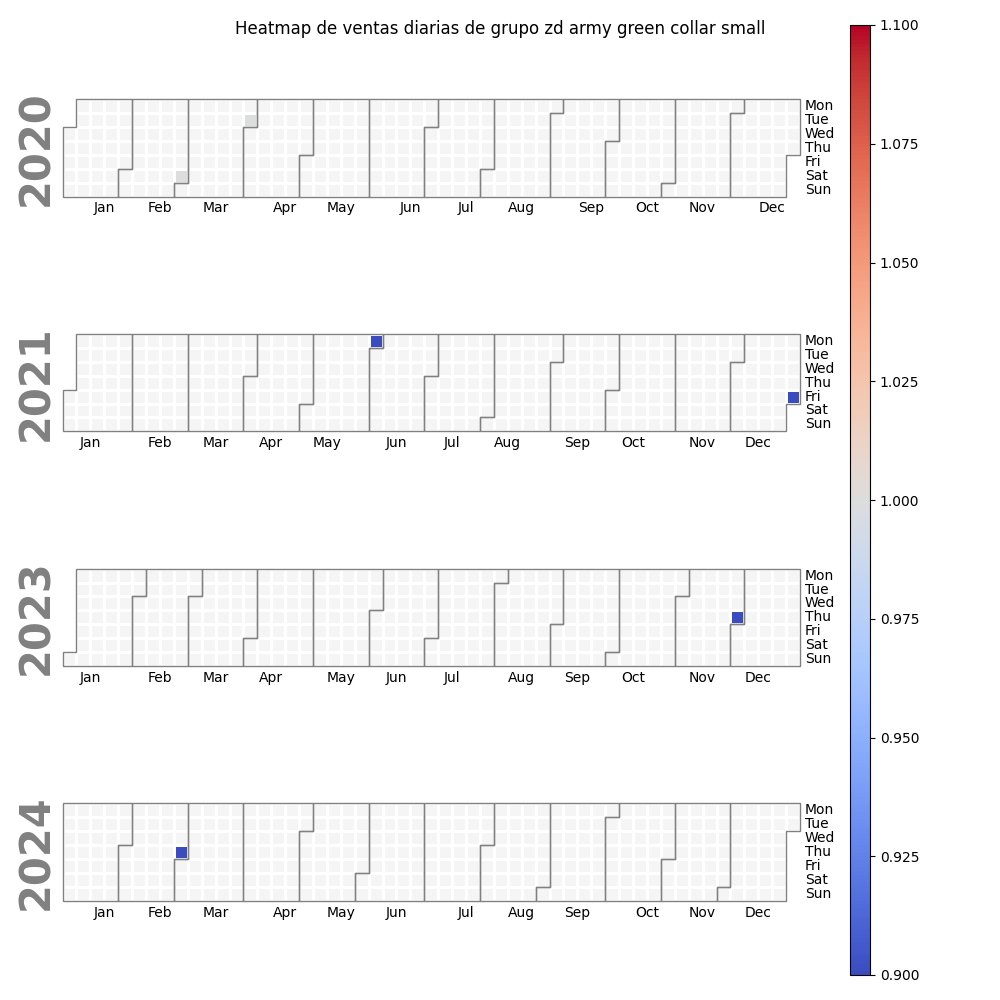 Heatmap de ventas diarias de grupo zd army green collar small
2020
Mon
Tue
Wed
Thu
Fri
Sat
Sun
Jan Feb Mar Apr May Jun Jul Aug Sep Oct Nov Dec
2021
Mon
Tue
Wed
Thu
Fri
Sat
Sun
Jan Feb Mar Apr May Jun Jul Aug Sep Oct Nov Dec
2023
Mon
Tue
Wed
Thu
Fri
Sat
Sun
Jan Feb Mar Apr May Jun Jul Aug Sep Oct Nov Dec
2024
Mon
Tue
Wed
Thu
Fri
Sat
Sun
Jan Feb Mar Apr May Jun Jul Aug Sep Oct Nov Dec
1.100
1.075
1.050
1.025
1.000
0.975
0.950
0.925
0.900